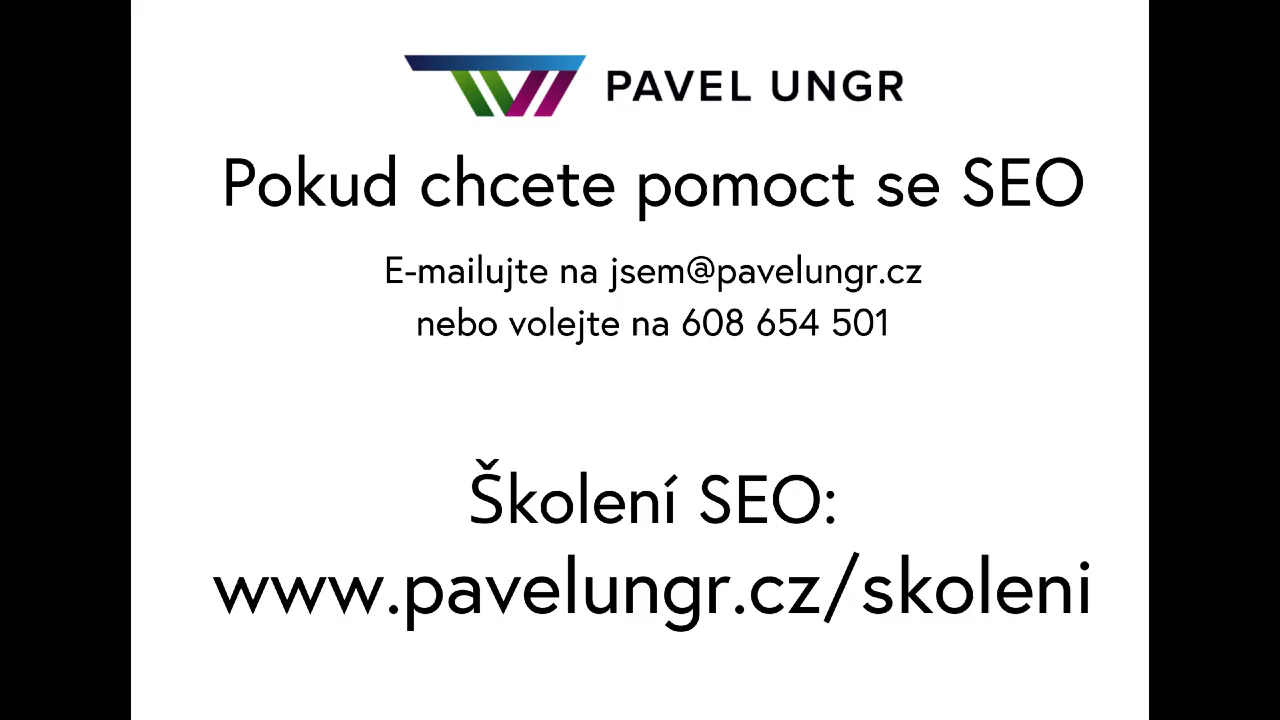 PAVEL UNGR
Pokud chcete pomoct se SEO
E-mailujte na jsem@pavelungr.cz
nebo volejte na 608 654 501
Školení SEO:
www.pavelungr.cz/skoleni